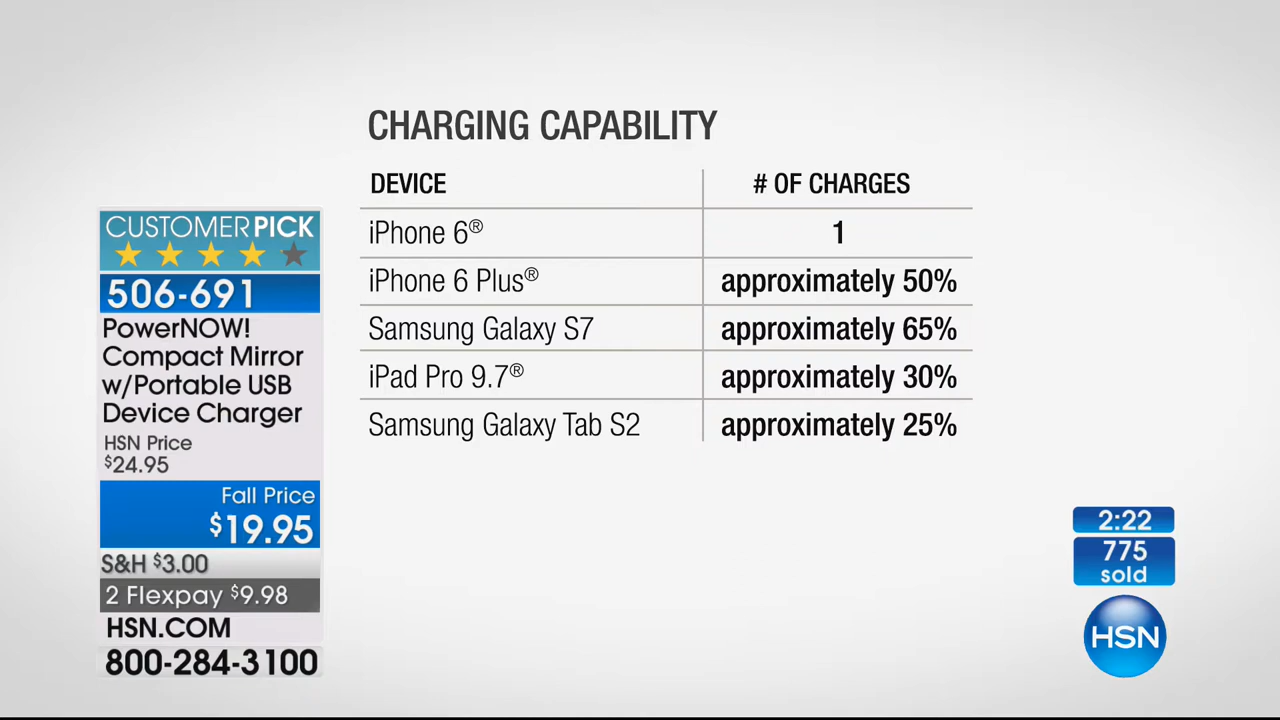 CHARGING CAPABILITY
DEVICE # OF CHARGES
iPhone 6® 1
iPhone 6 Plus® approximately 50%
Samsung Galaxy S7 approximately 65%
iPad Pro 9.7® approximately 30%
Samsung Galaxy Tab S2 approximately 25%
CUSTOMER PICK
506-691
PowerNOW!
Compact Mirror
w/Portable USB
Device Charger
HSN Price
$24.95
Fall Price
$19.95
S&H $3.00
2 Flexpay $9.98
HSN.COM
800-284-3100
2:22
775
sold
HSN